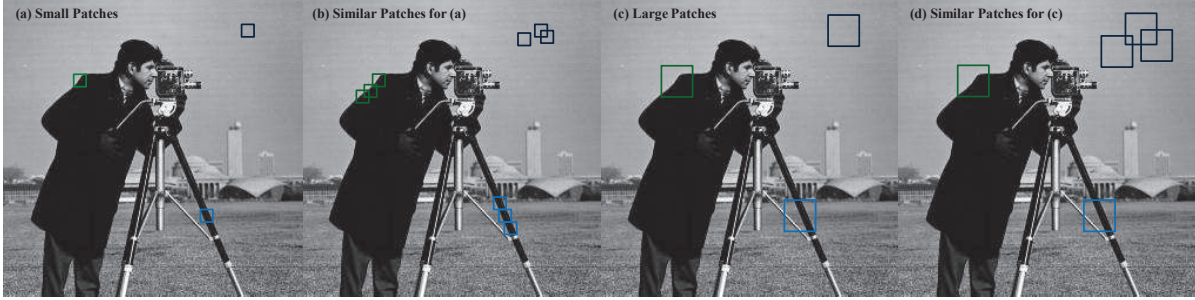 (a) Small Patches
(b) Similar Patches for (a)
(c) Large Patches
(d) Similar Patches for (c)